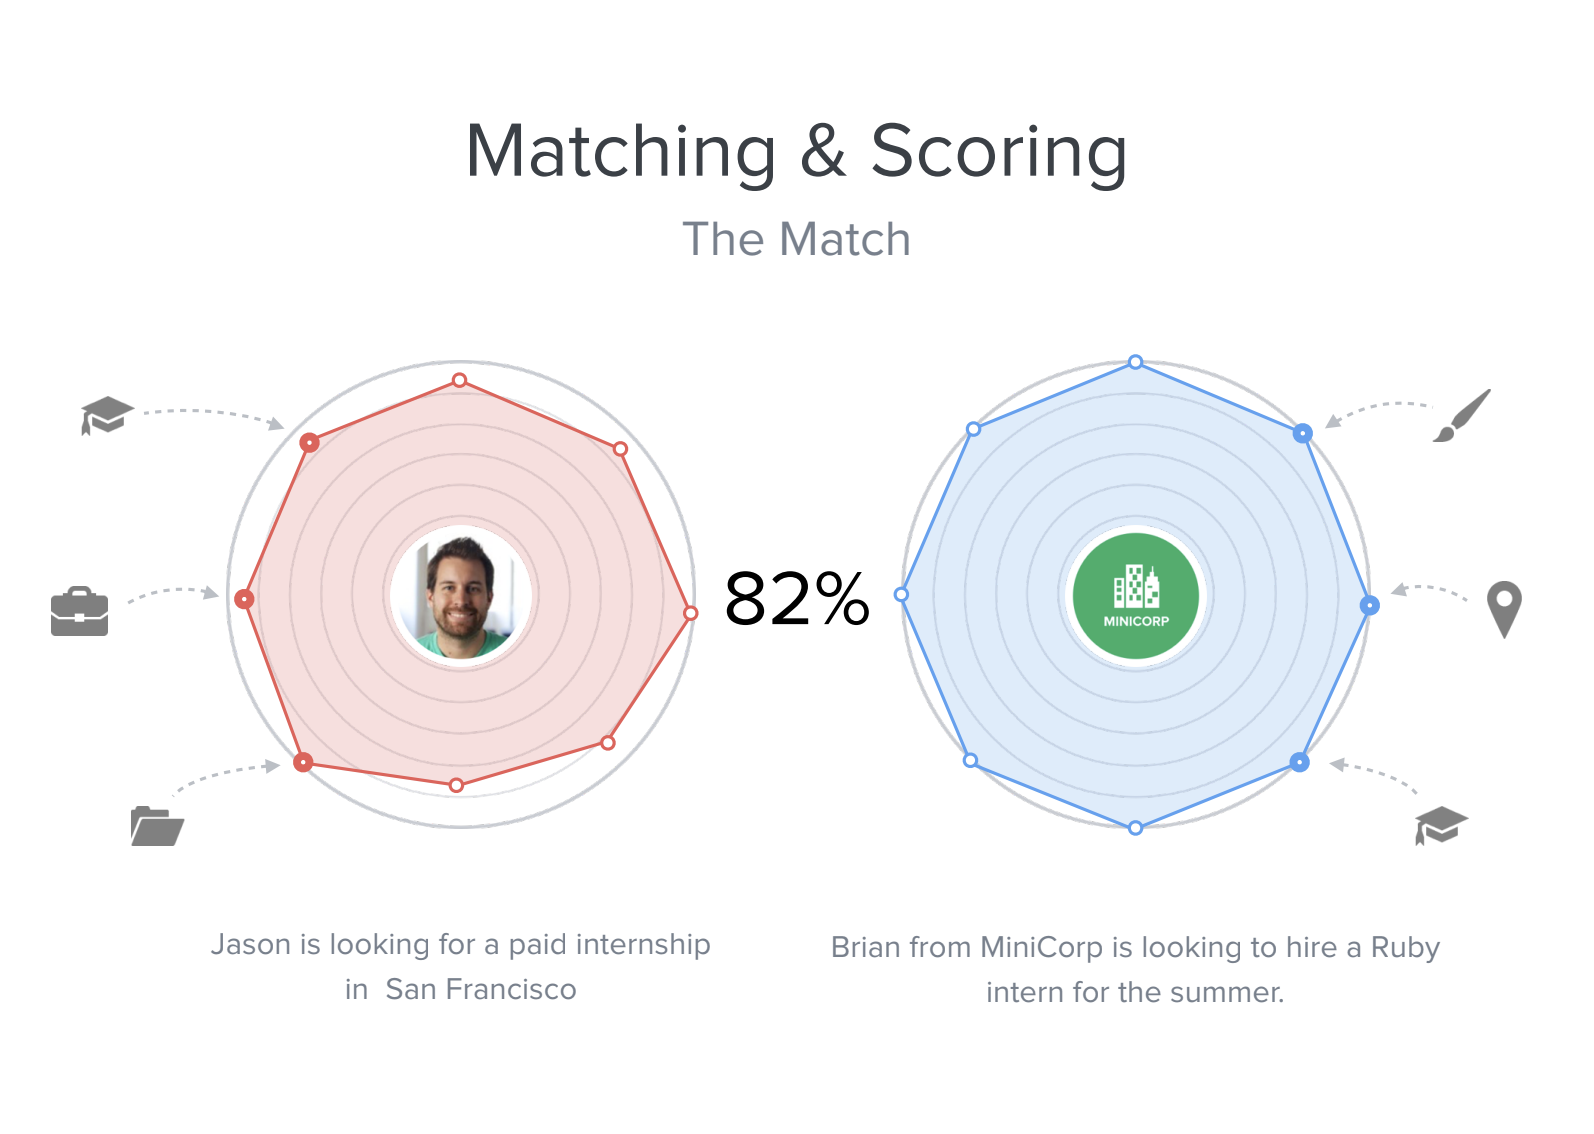 Matching & Scoring
The Match
82%
MINICORP
Jason is looking for a paid internship
in San Francisco
Brian from MiniCorp is looking to hire a Ruby
intern for the summer.